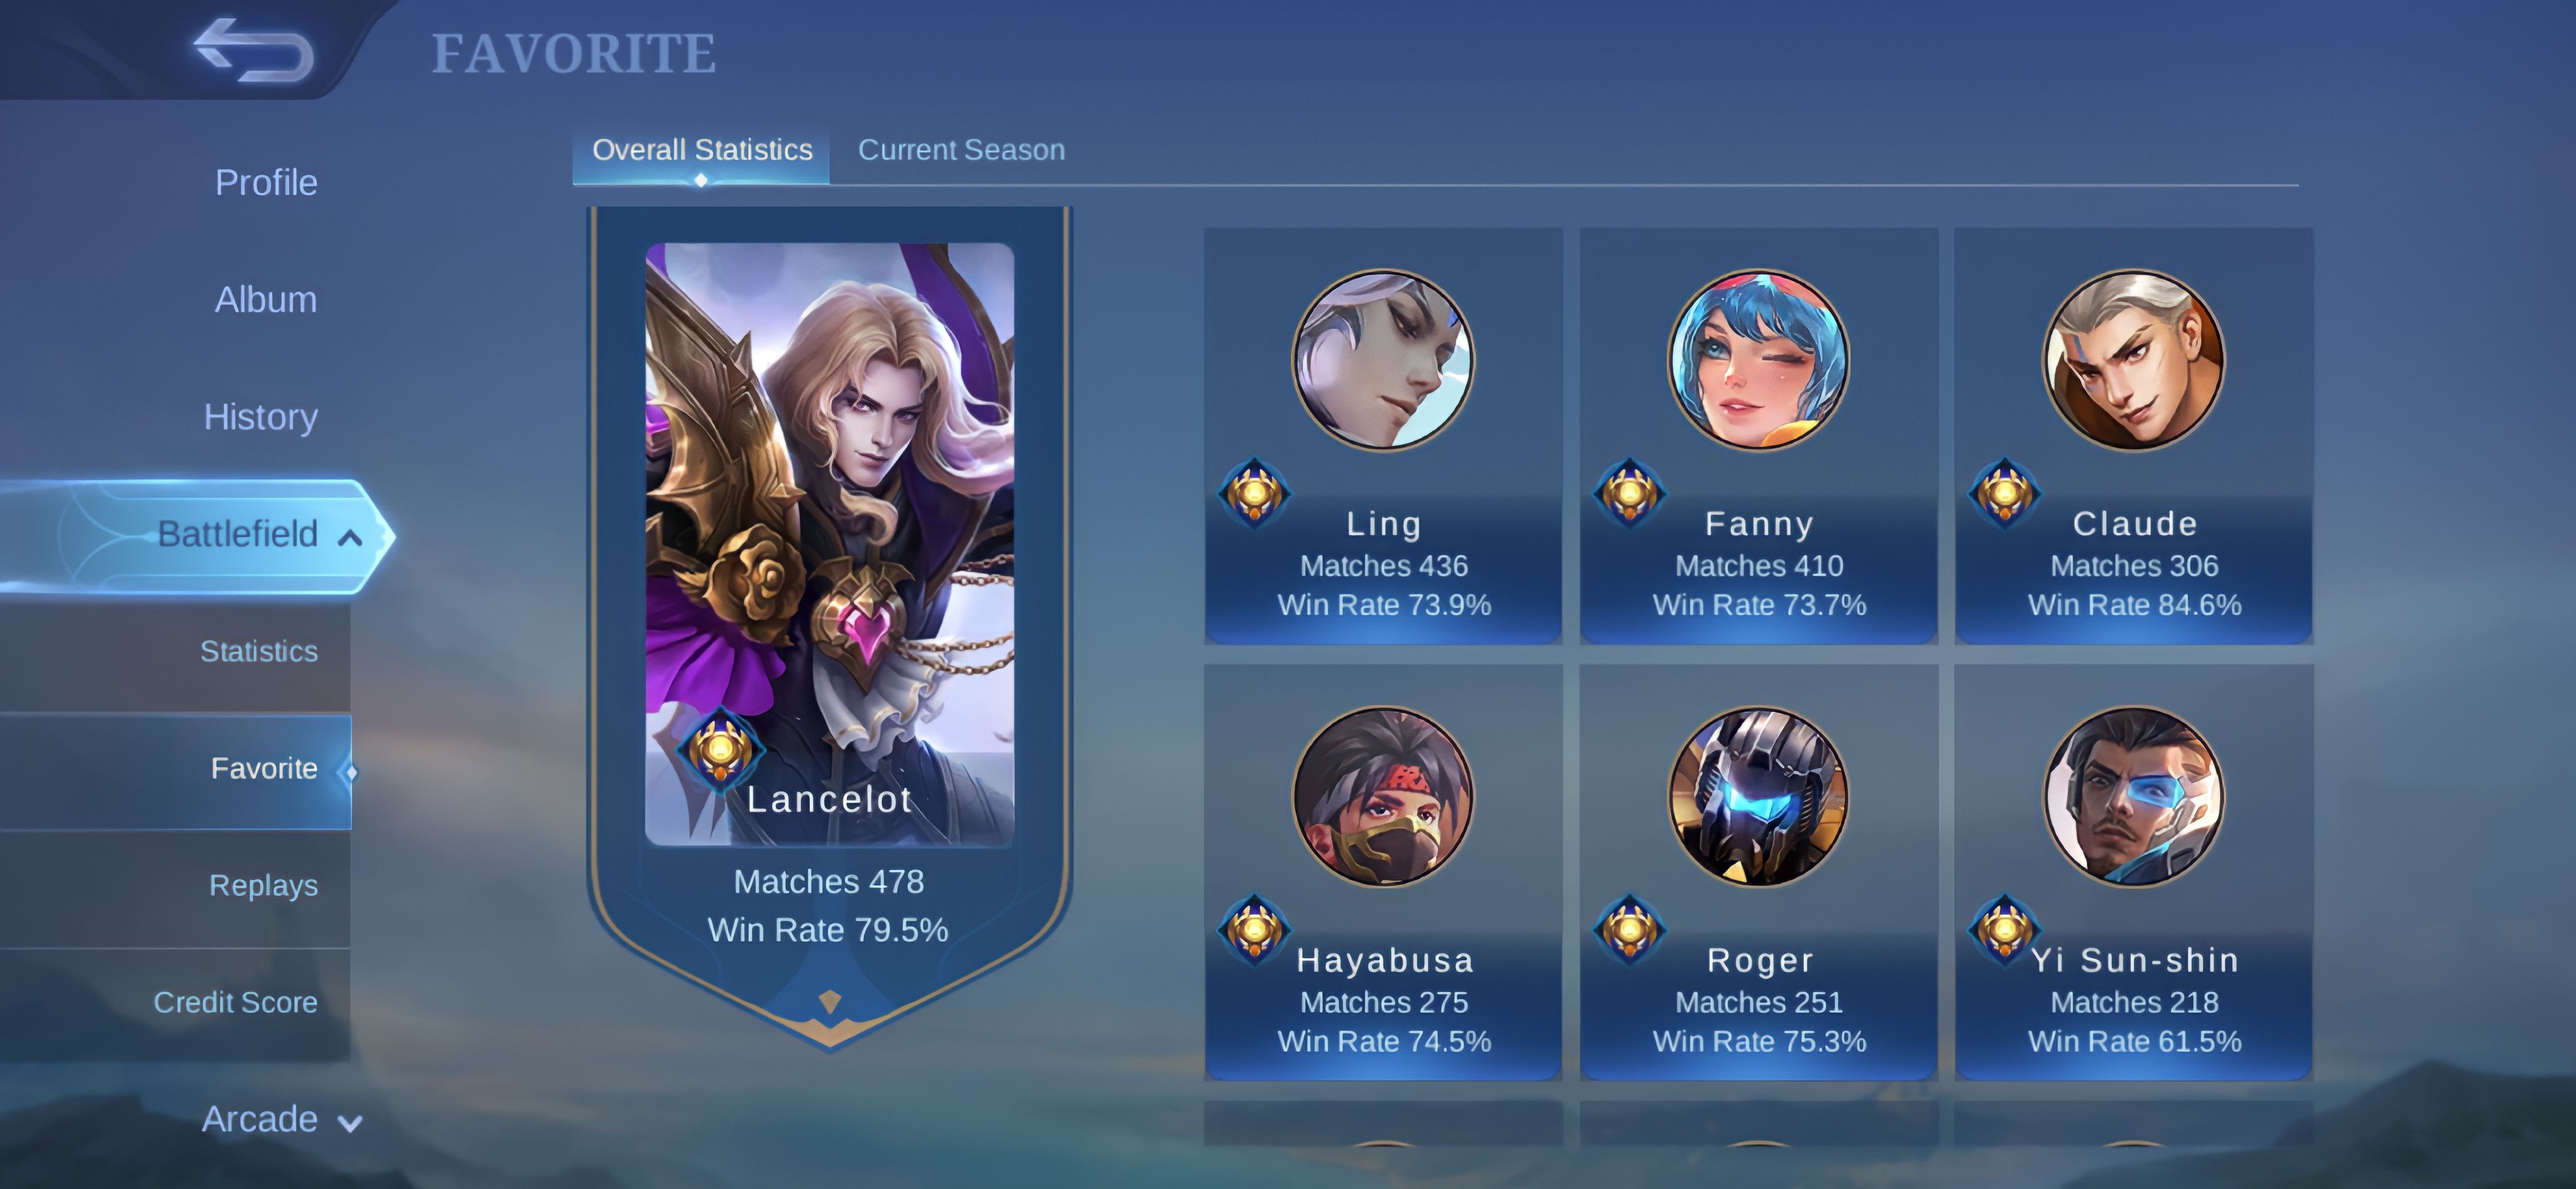 FAVORITE
Profile
Album
History
Battlefield
Statistics
Favorite
Replays
Credit Score
Arcade
Overall Statistics
Current Season
Lancelot
Matches 478
Win Rate 79.5%
Ling
Matches 436
Win Rate 73.9%
Fanny
Matches 410
Win Rate 73.7%
Claude
Matches 306
Win Rate 84.6%
Hayabusa
Matches 275
Win Rate 74.5%
Roger
Matches 251
Win Rate 75.3%
Yi Sun-shin
Matches 218
Win Rate 61.5%